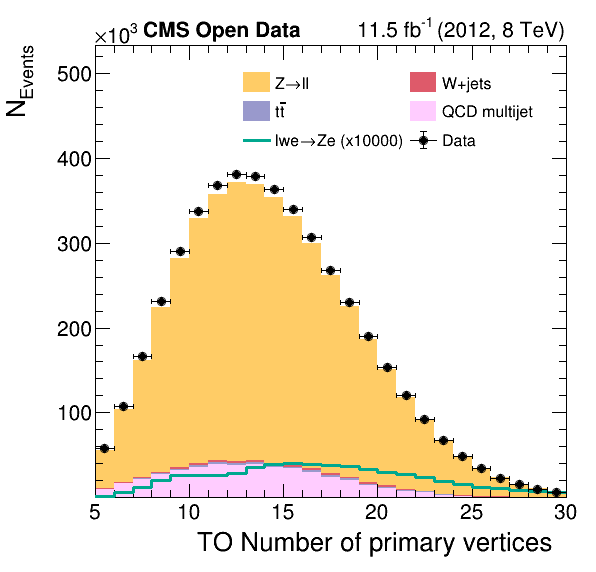 ×10³ CMS Open Data 11.5 fb⁻¹ (2012, 8 TeV)
N_Events
500
400
300
200
100
Z→ll W+jets
tt̄ QCD multijet
lwe→Ze (x10000) Data
5 10 15 20 25 30
TO Number of primary vertices